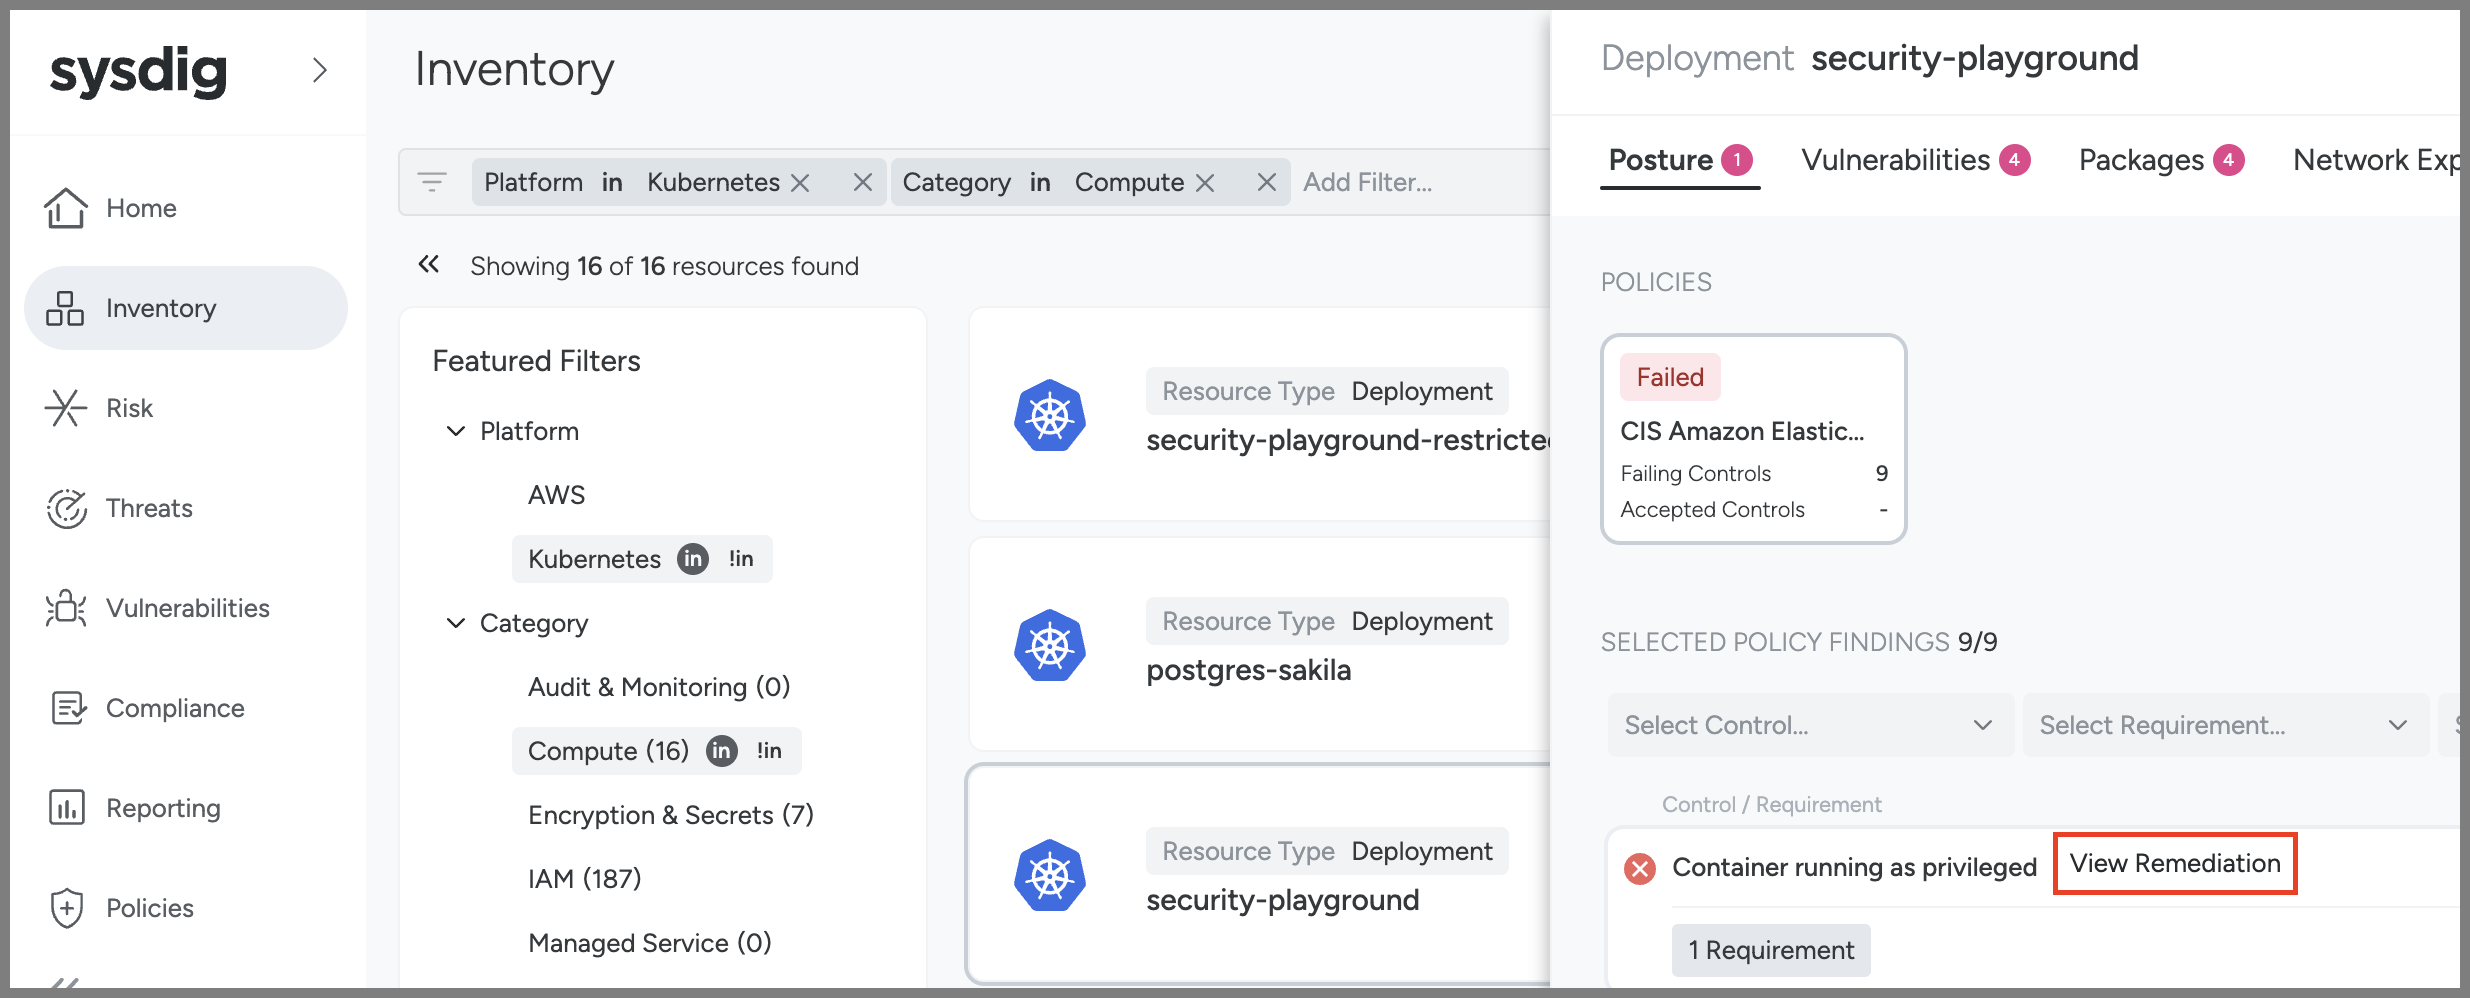 sysdig
Home
Inventory
Risk
Threats
Vulnerabilities
Compliance
Reporting
Policies
Inventory
Platform in Kubernetes Category in Compute Add Filter...
Showing 16 of 16 resources found
Featured Filters
Platform
AWS
Kubernetes in !in
Category
Audit & Monitoring (0)
Compute (16) in !in
Encryption & Secrets (7)
IAM (187)
Managed Service (0)
Resource Type Deployment
security-playground-restricted
Resource Type Deployment
postgres-sakila
Resource Type Deployment
security-playground
Deployment security-playground
Posture 1 Vulnerabilities 4 Packages 4 Network Exp
POLICIES
Failed
CIS Amazon Elastic...
Failing Controls 9
Accepted Controls -
SELECTED POLICY FINDINGS 9/9
Select Control... Select Requirement...
Control / Requirement
Container running as privileged View Remediation
1 Requirement